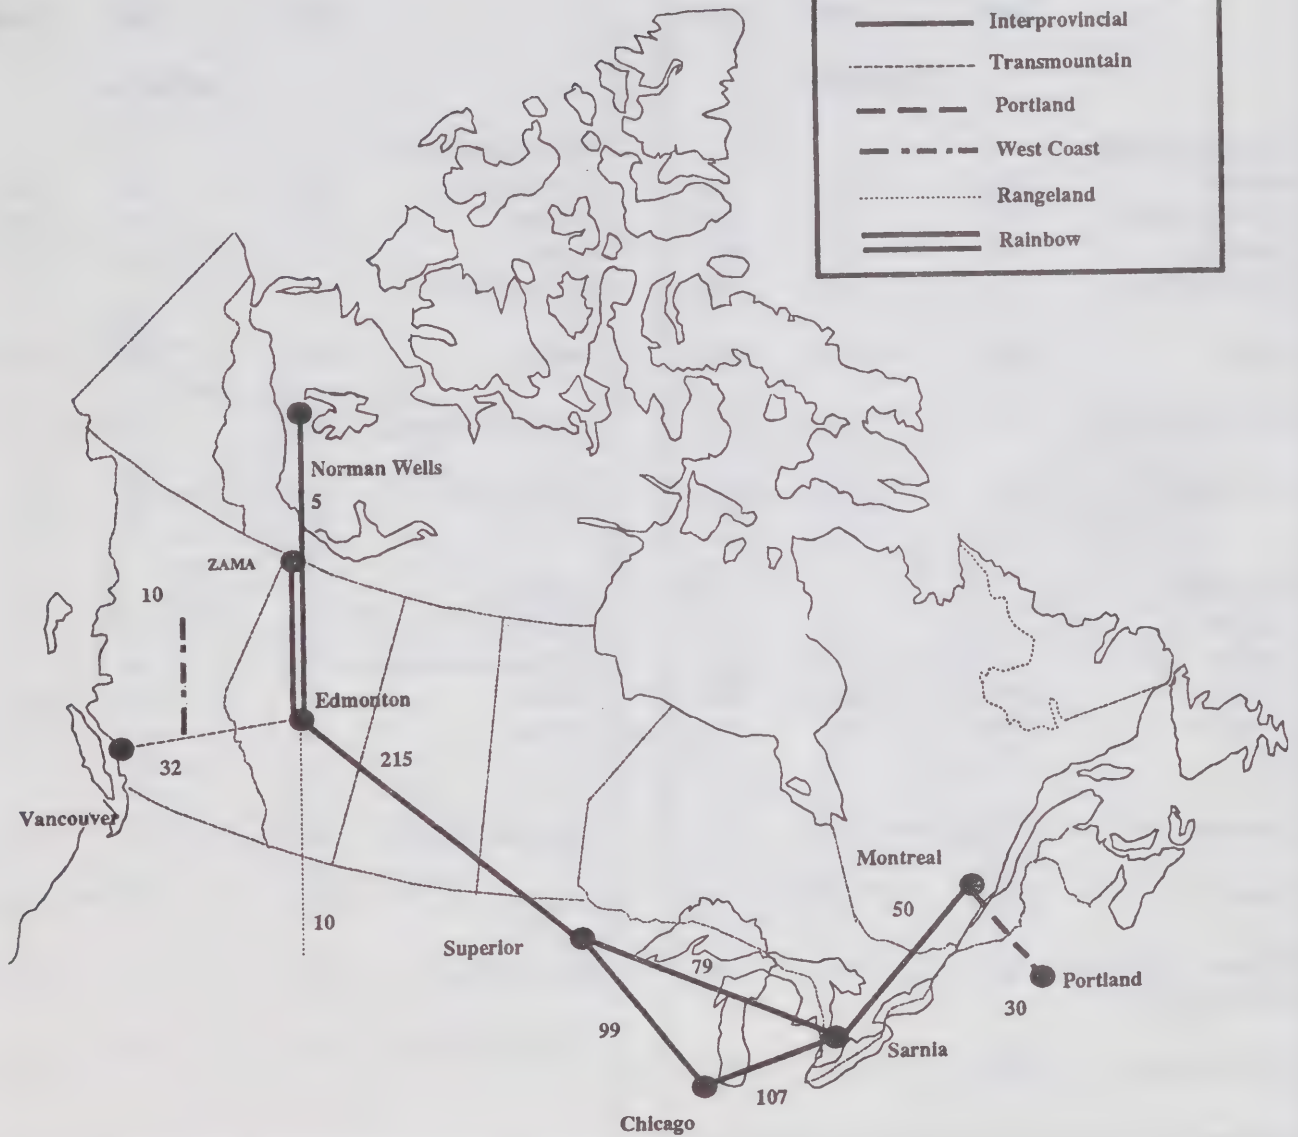 Interprovincial
Transmountain
Portland
West Coast
Rangeland
Rainbow
Norman Wells
5
ZAMA
10
Edmonton
215
32
Vancouver
10
Superior
79
99
Chicago
107
Sarnia
Montreal
50
Portland
30